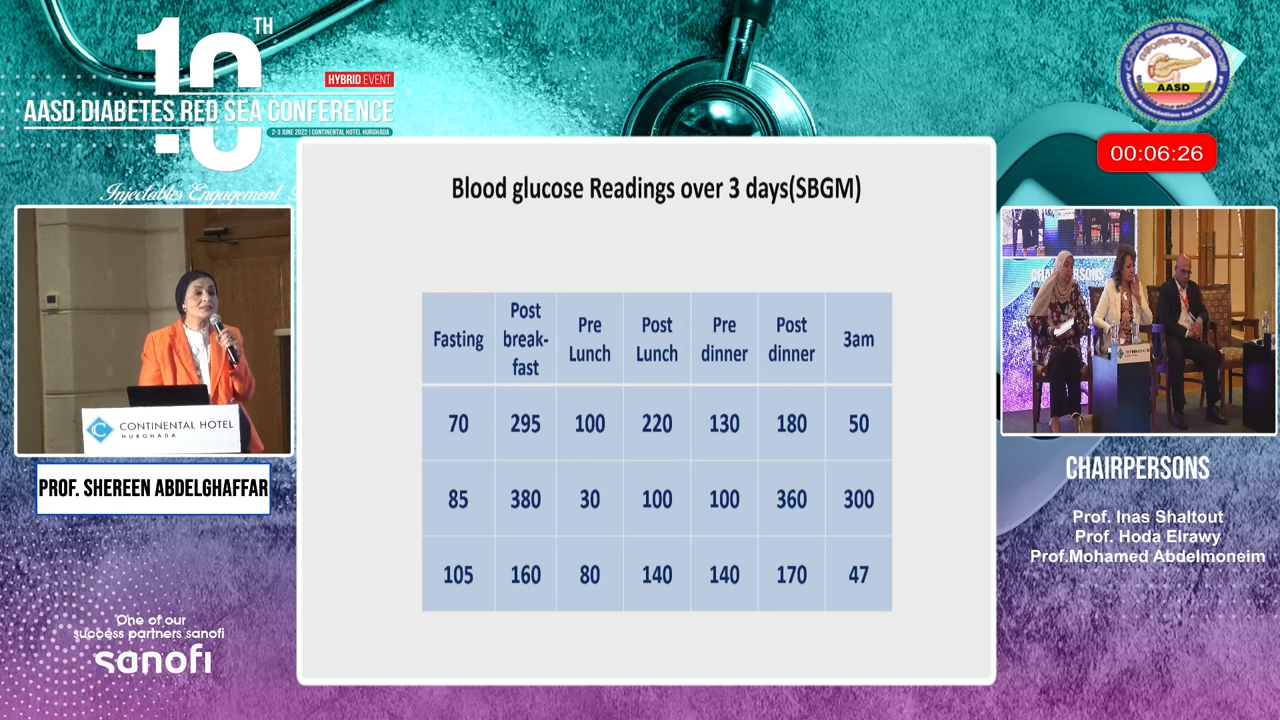 10TH
HYBRID EVENT
AASD DIABETES RED SEA CONFERENCE
2-3 JUNE 2022 | CONTINENTAL HOTEL HURGHADA
Injectables Engagement
AASD
00:06:26
Blood glucose Readings over 3 days(SBGM)
Fasting Post break-fast Pre Lunch Post Lunch Pre dinner Post dinner 3am
70 295 100 220 130 180 50
85 380 30 100 100 360 300
105 160 80 140 140 170 47
CONTINENTAL HOTEL
HURGHADA
PROF. SHEREEN ABDELGHAFFAR
CHAIRPERSONS
Prof. Inas Shaltout
Prof. Hoda Elrawy
Prof.Mohamed Abdelmoneim
One of our
success partners sanofi
sanofi